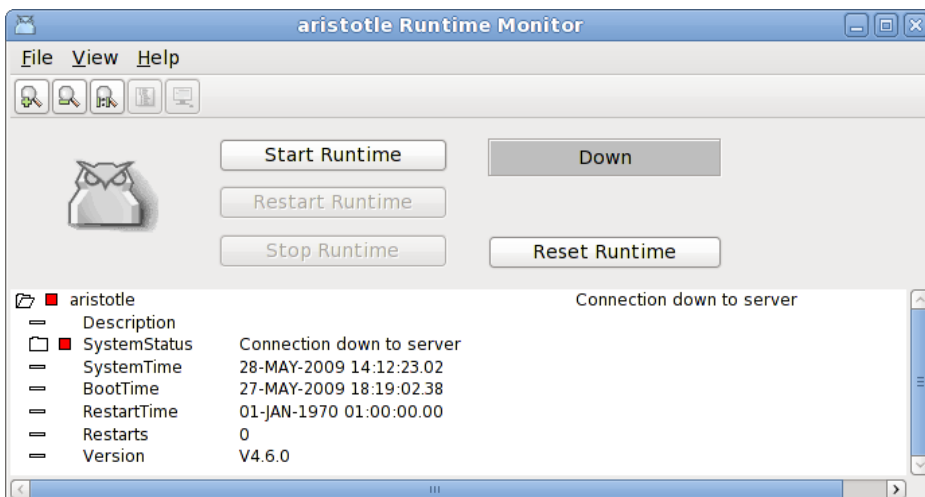 aristotle Runtime Monitor
File View Help
Start Runtime Down
Restart Runtime
Stop Runtime Reset Runtime
aristotle Connection down to server
Description
SystemStatus Connection down to server
SystemTime 28-MAY-2009 14:12:23.02
BootTime 27-MAY-2009 18:19:02.38
RestartTime 01-JAN-1970 01:00:00.00
Restarts 0
Version V4.6.0